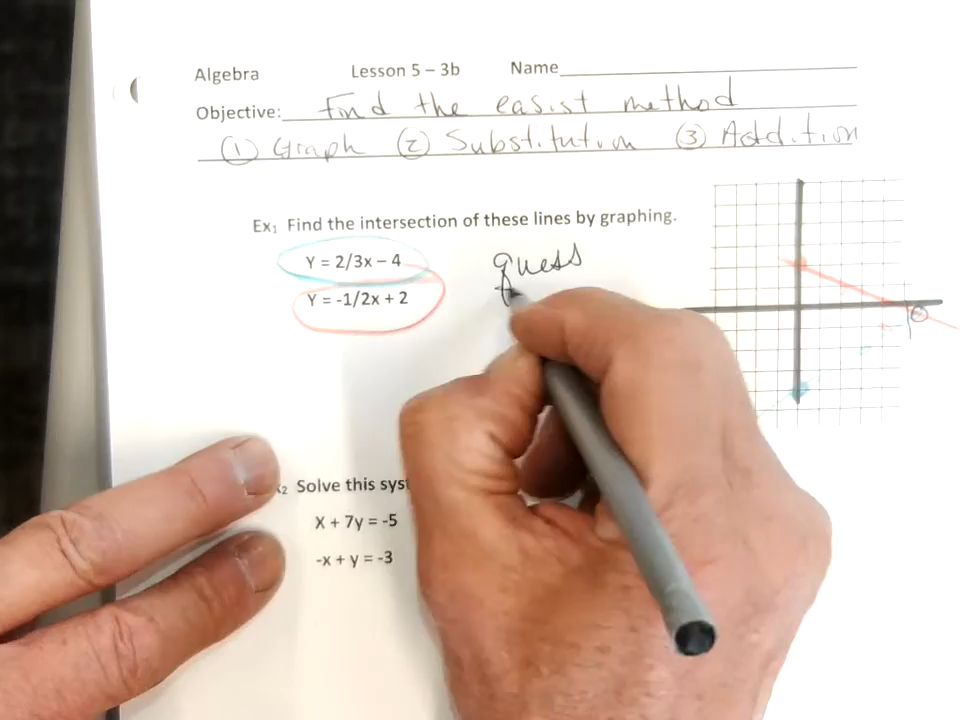 Algebra Lesson 5 – 3b Name
Objective: Find the easist method
① Graph ② Substitution ③ Addition
Ex1 Find the intersection of these lines by graphing.
Y = 2/3x – 4
guess
Y = -1/2x + 2
Solve this
X + 7y = -5
-x + y = -3